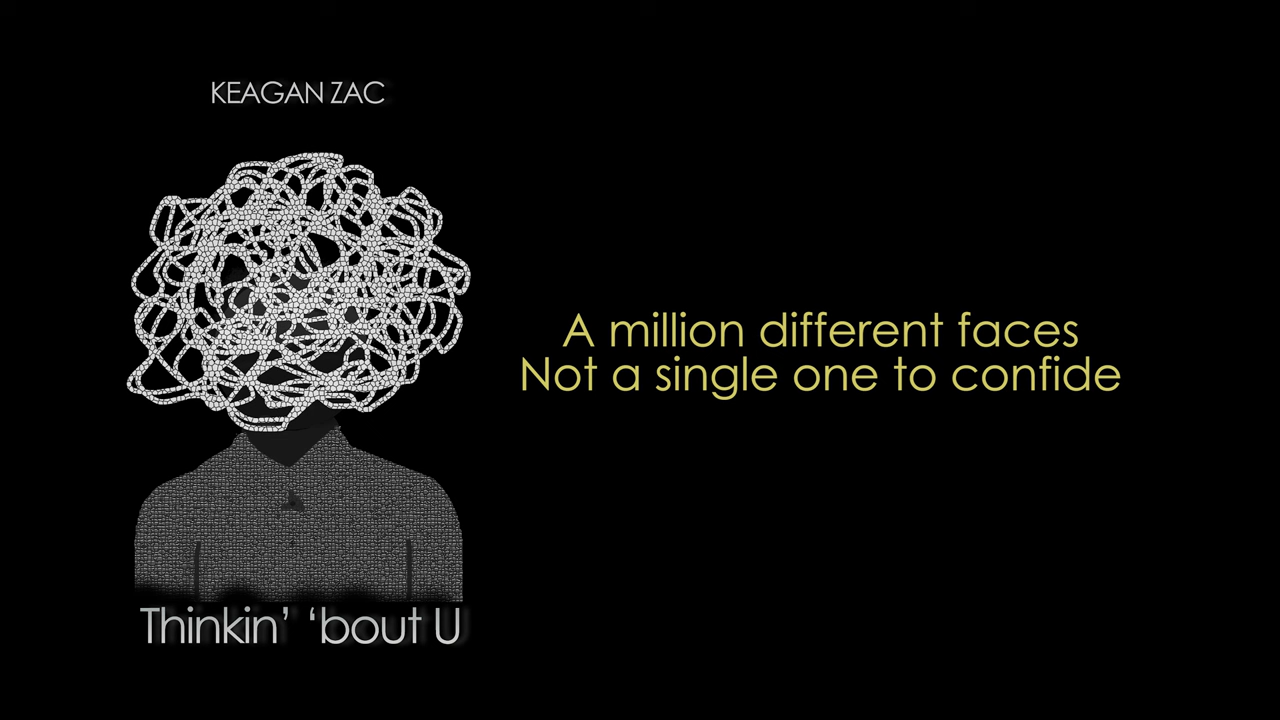 KEAGAN ZAC
A million different faces
Not a single one to confide
Thinkin’ ‘bout U